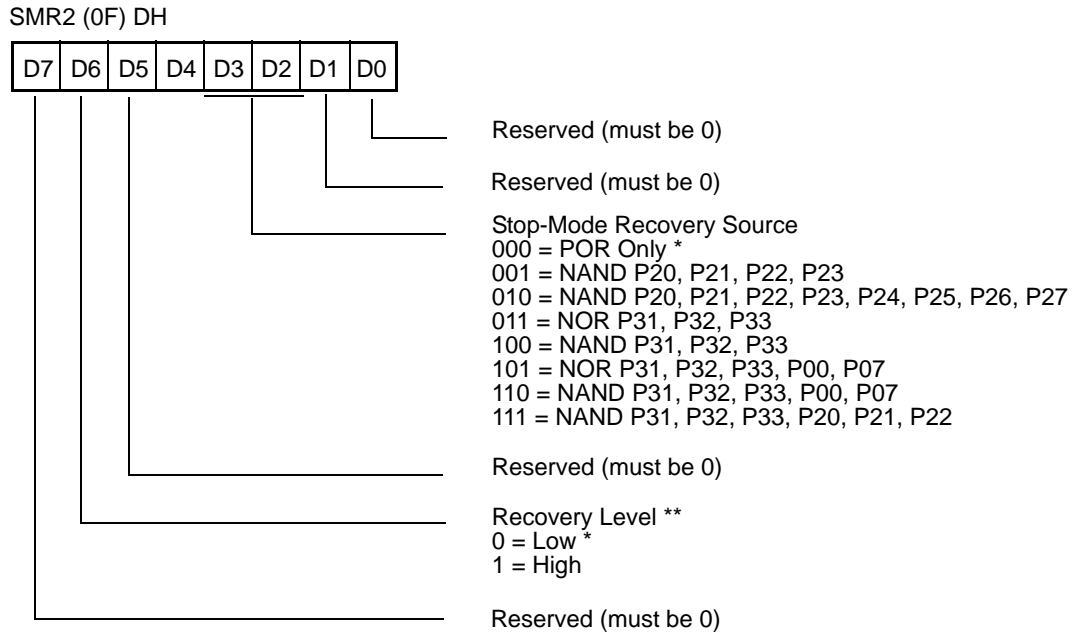 SMR2 (0F) DH
D7 D6 D5 D4 D3 D2 D1 D0
Reserved (must be 0)
Reserved (must be 0)
Stop-Mode Recovery Source
000 = POR Only *
001 = NAND P20, P21, P22, P23
010 = NAND P20, P21, P22, P23, P24, P25, P26, P27
011 = NOR P31, P32, P33
100 = NAND P31, P32, P33
101 = NOR P31, P32, P33, P00, P07
110 = NAND P31, P32, P33, P00, P07
111 = NAND P31, P32, P33, P20, P21, P22
Reserved (must be 0)
Recovery Level **
0 = Low *
1 = High
Reserved (must be 0)